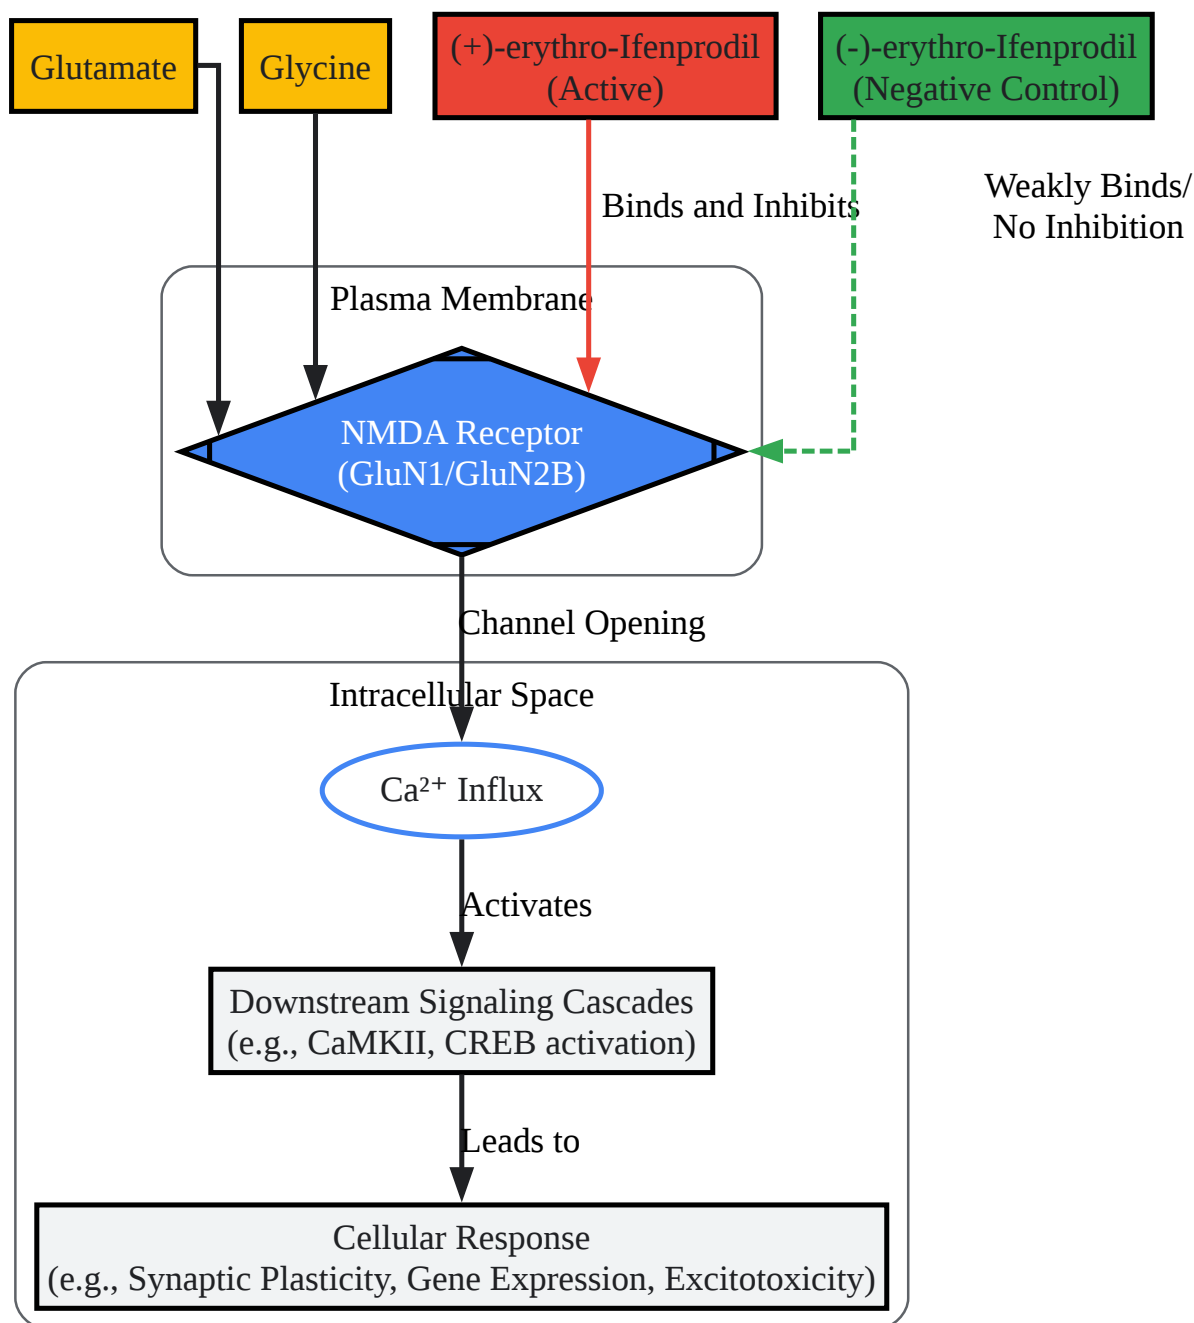 Glutamate
Glycine
(+)-erythro-Ifenprodil
(Active)
(-)-erythro-Ifenprodil
(Negative Control)
Binds and Inhibits
Weakly Binds/
No Inhibition
Plasma Membrane
NMDA Receptor
(GluN1/GluN2B)
Channel Opening
Intracellular Space
Ca²⁺ Influx
Activates
Downstream Signaling Cascades
(e.g., CaMKII, CREB activation)
Leads to
Cellular Response
(e.g., Synaptic Plasticity, Gene Expression, Excitotoxicity)